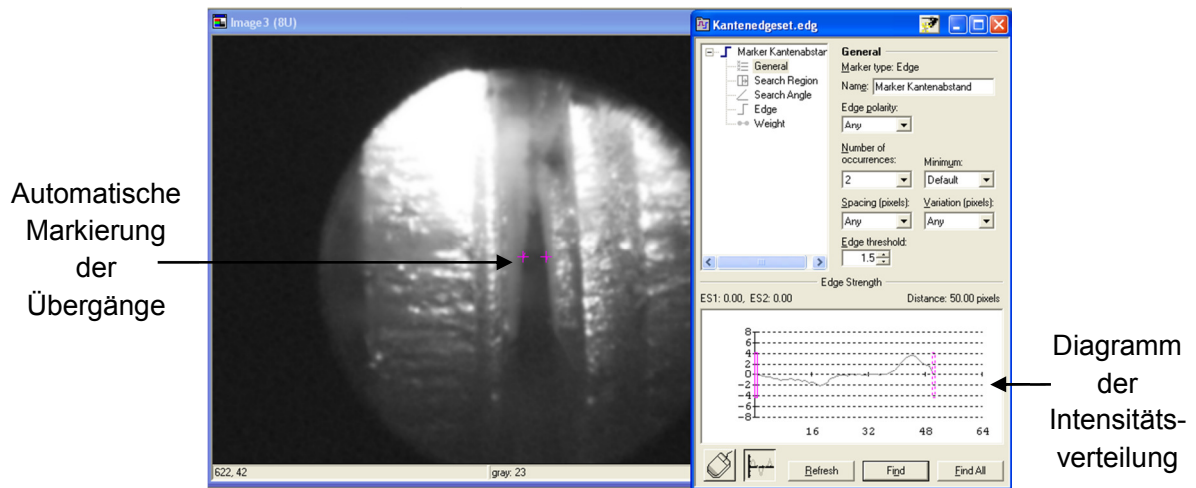 Automatische
Markierung
der
Übergänge
Image3 (8U)
622, 42
gray: 23
Kantenedgeset.edg
Marker Kantenabstar
General
Search Region
Search Angle
Edge
Weight
General
Marker type: Edge
Name: Marker Kantenabstand
Edge polarity:
Any
Number of
occurrences:
Minimum:
2
Default
Spacing (pixels):
Variation (pixels):
Any
Any
Edge threshold:
1.5
Edge Strength
ES1: 0.00, ES2: 0.00
Distance: 50.00 pixels
8
6
4
2
0
-2
-4
-6
-8
16 32 48 64
Refresh
Find
Find All
Diagramm
der
Intensitäts-
verteilung